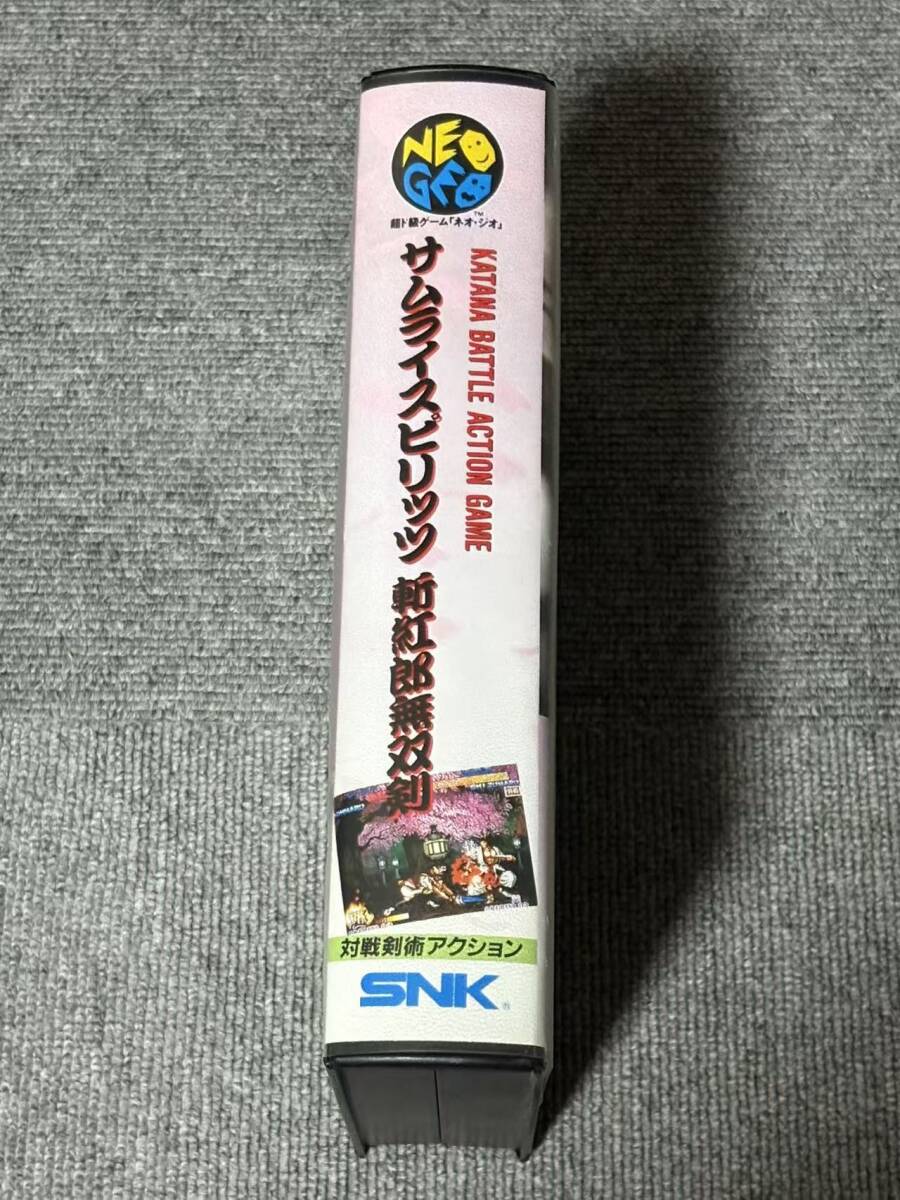 NEO
GEO
超ド級ゲーム「ネオ・ジオ」
TM
KATANA BATTLE ACTION GAME
サムライスピリッツ 斬紅郎無双剣
対戦剣術アクション
SNK®